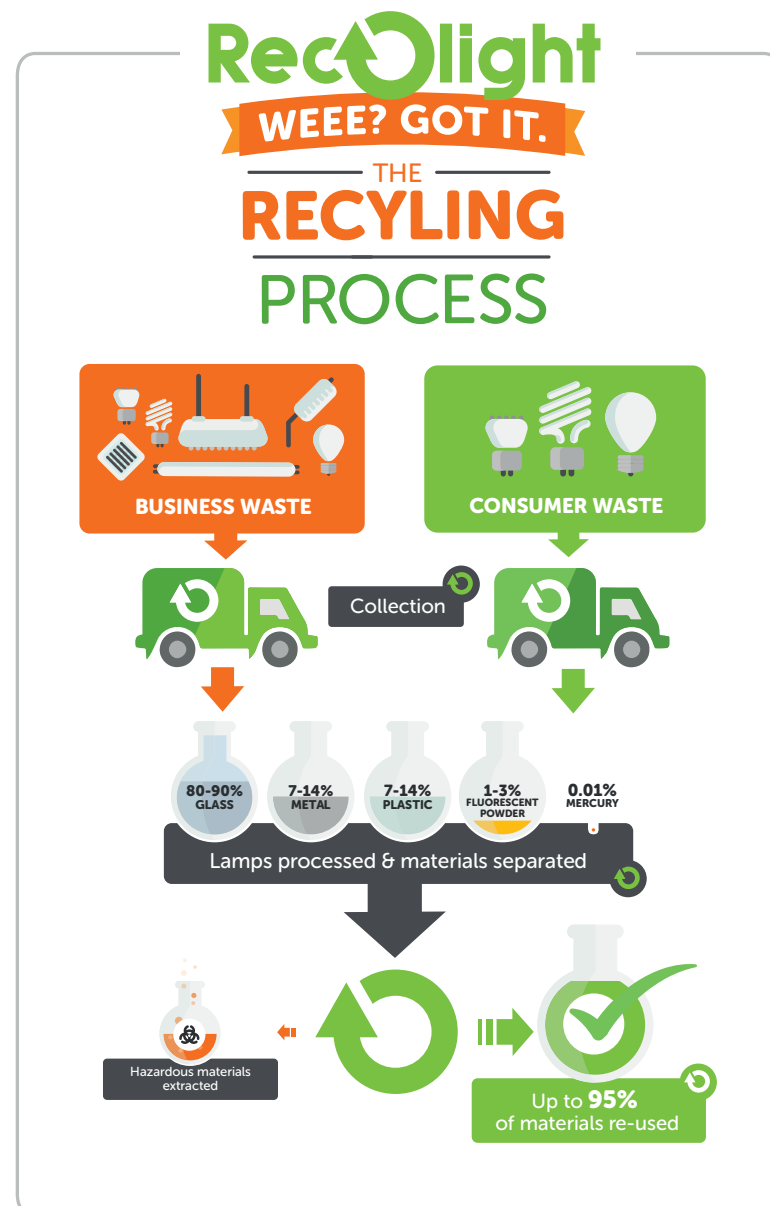 Recolight
WEEE? GOT IT.
THE
RECYLING
PROCESS
BUSINESS WASTE
CONSUMER WASTE
Collection
80-90%
GLASS
7-14%
METAL
7-14%
PLASTIC
1-3%
FLUORESCENT
POWDER
0.01%
MERCURY
Lamps processed & materials separated
Hazardous materials
extracted
Up to 95%
of materials re-used